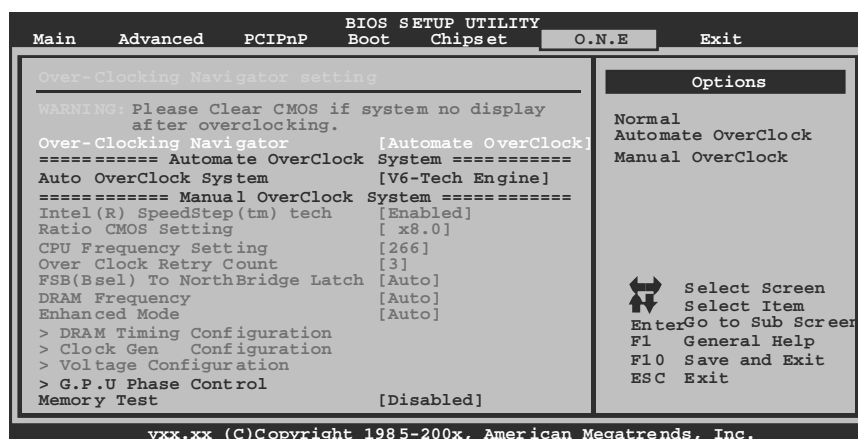 BIOS SETUP UTILITY
Main Advanced PCIPnP Boot Chipset O.N.E Exit
Over-Clocking Navigator setting
WARNING: Please Clear CMOS if system no display
after overclocking.
Over-Clocking Navigator [Automate OverClock]
=========== Automate OverClock System ===========
Auto OverClock System [V6-Tech Engine]
============ Manual OverClock System ============
Intel(R) SpeedStep(tm) tech [Enabled]
Ratio CMOS Setting [ x8.0]
CPU Frequency Setting [266]
Over Clock Retry Count [3]
FSB(Bsel) To NorthBridge Latch [Auto]
DRAM Frequency [Auto]
Enhanced Mode [Auto]
> DRAM Timing Configuration
> Clock Gen Configuration
> Voltage Configuration
> G.P.U Phase Control
Memory Test [Disabled]
Options
Normal
Automate OverClock
Manual OverClock
Select Screen
Select Item
Enter Go to Sub Screen
F1 General Help
F10 Save and Exit
ESC Exit
vxx.xx (C)Copyright 1985-200x, American Megatrends, Inc.